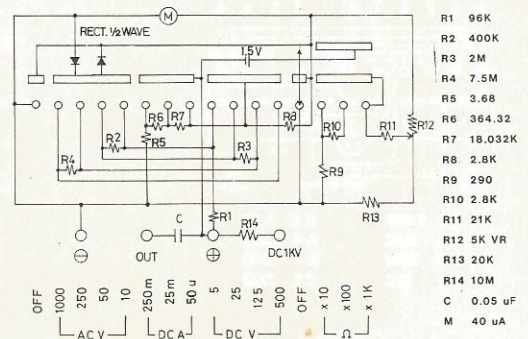 M
RECT. ½ WAVE
1.5V
R6 R7 R8
R2 R5 R10 R11 R12
R3
R4
R9
R13
C R1 R14
⊖ OUT ⊕ DC1KV
OFF 1000 250 50 10 250m 25m 50u 5 25 125 500 OFF x10 x100 x1K
ACV DCA DCV Ω
R1 96K
R2 400K
R3 2M
R4 7.5M
R5 3.68
R6 364.32
R7 18.032K
R8 2.8K
R9 290
R10 2.8K
R11 21K
R12 5K VR
R13 20K
R14 10M
C 0.05 uF
M 40 uA